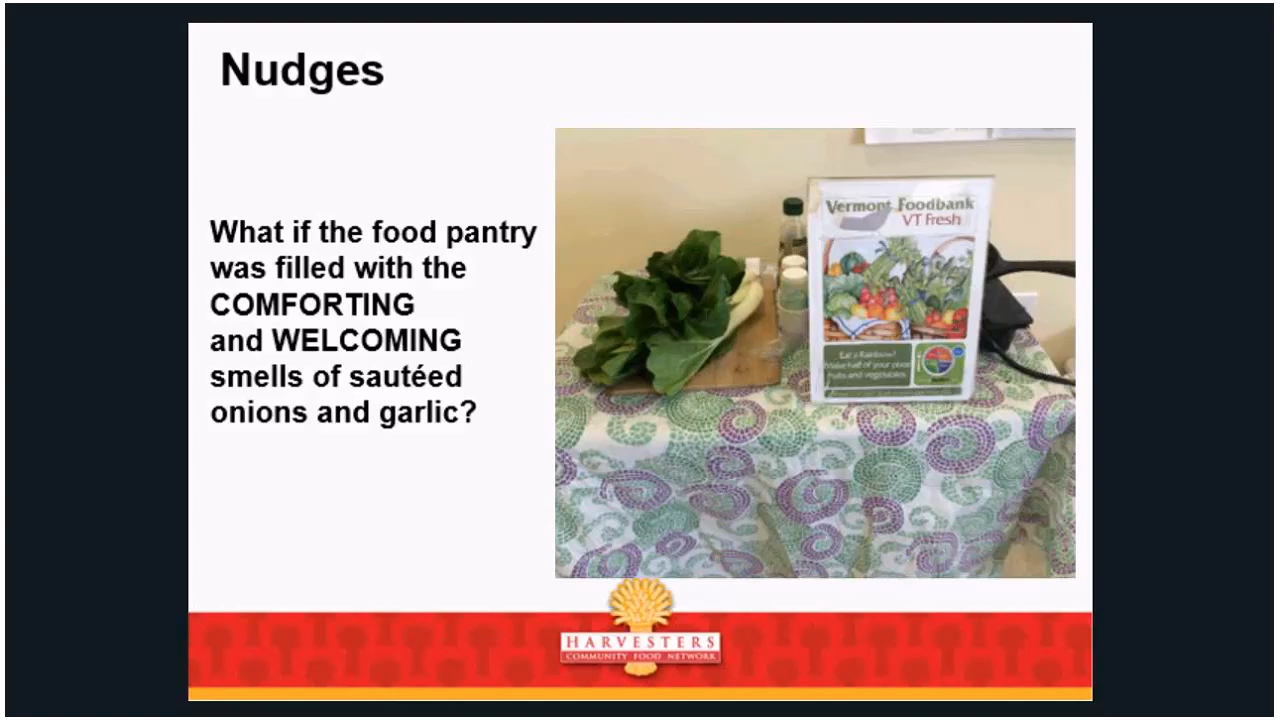 Nudges
What if the food pantry
was filled with the
COMFORTING
and WELCOMING
smells of sautéed
onions and garlic?
Vermont Foodbank
VT Fresh
Eat a Rainbow!
Make half of your plate
fruits and vegetables.
HARVESTERS
COMMUNITY FOOD NETWORK